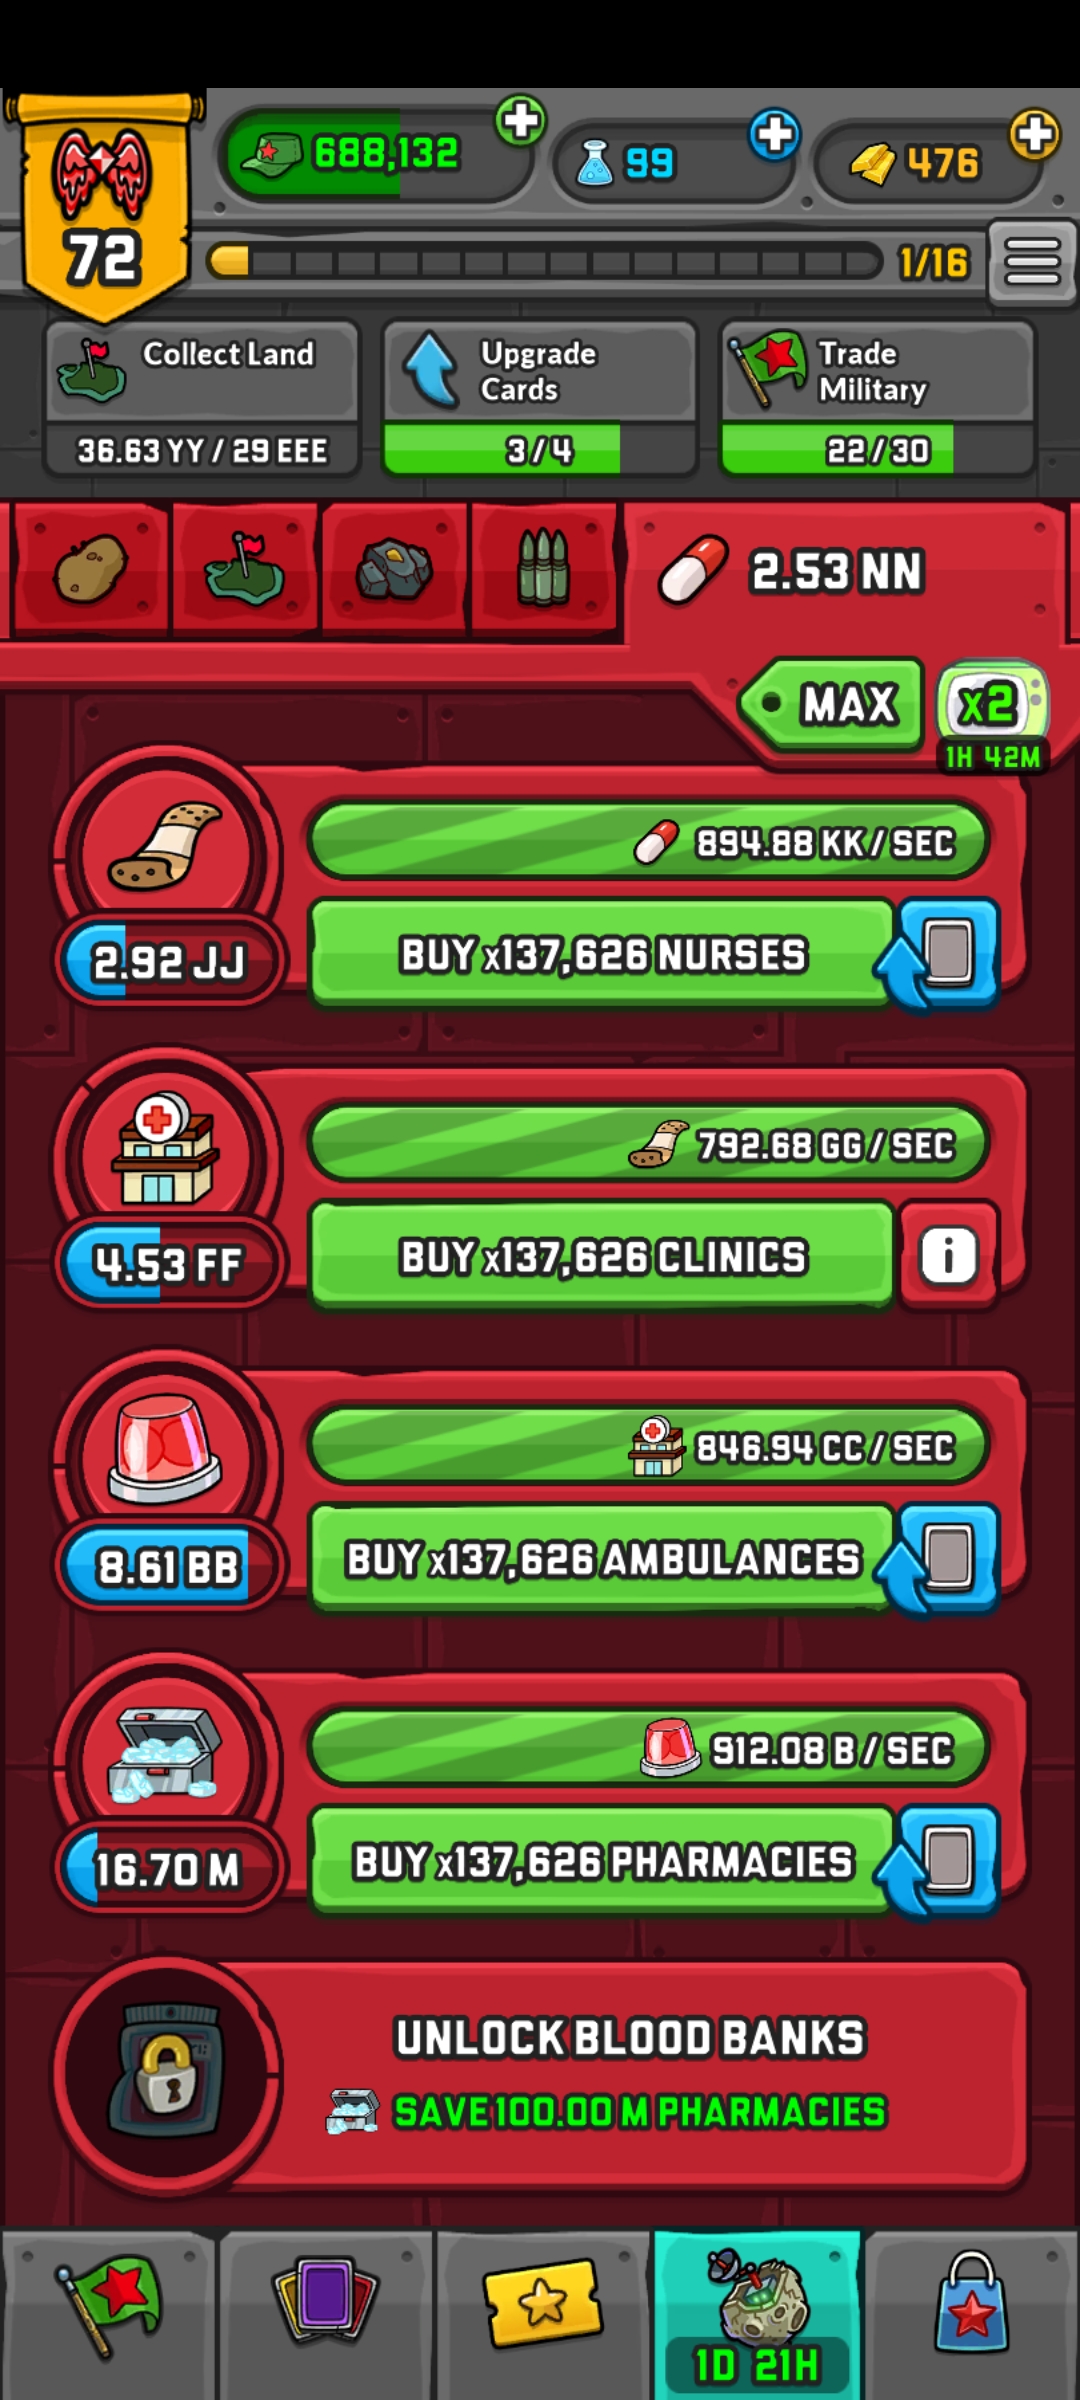 688,132
99
476
72
1/16
Collect Land
36.63 YY / 29 EEE
Upgrade
Cards
3/4
Trade
Military
22/30
2.53 NN
MAX
x2
1H 42M
894.88 KK / SEC
2.92 JJ
BUY x137,626 NURSES
792.68 GG / SEC
4.53 FF
BUY x137,626 CLINICS
i
846.94 CC / SEC
8.61 BB
BUY x137,626 AMBULANCES
912.08 B / SEC
16.70 M
BUY x137,626 PHARMACIES
UNLOCK BLOOD BANKS
SAVE 100.00 M PHARMACIES
1D 21H